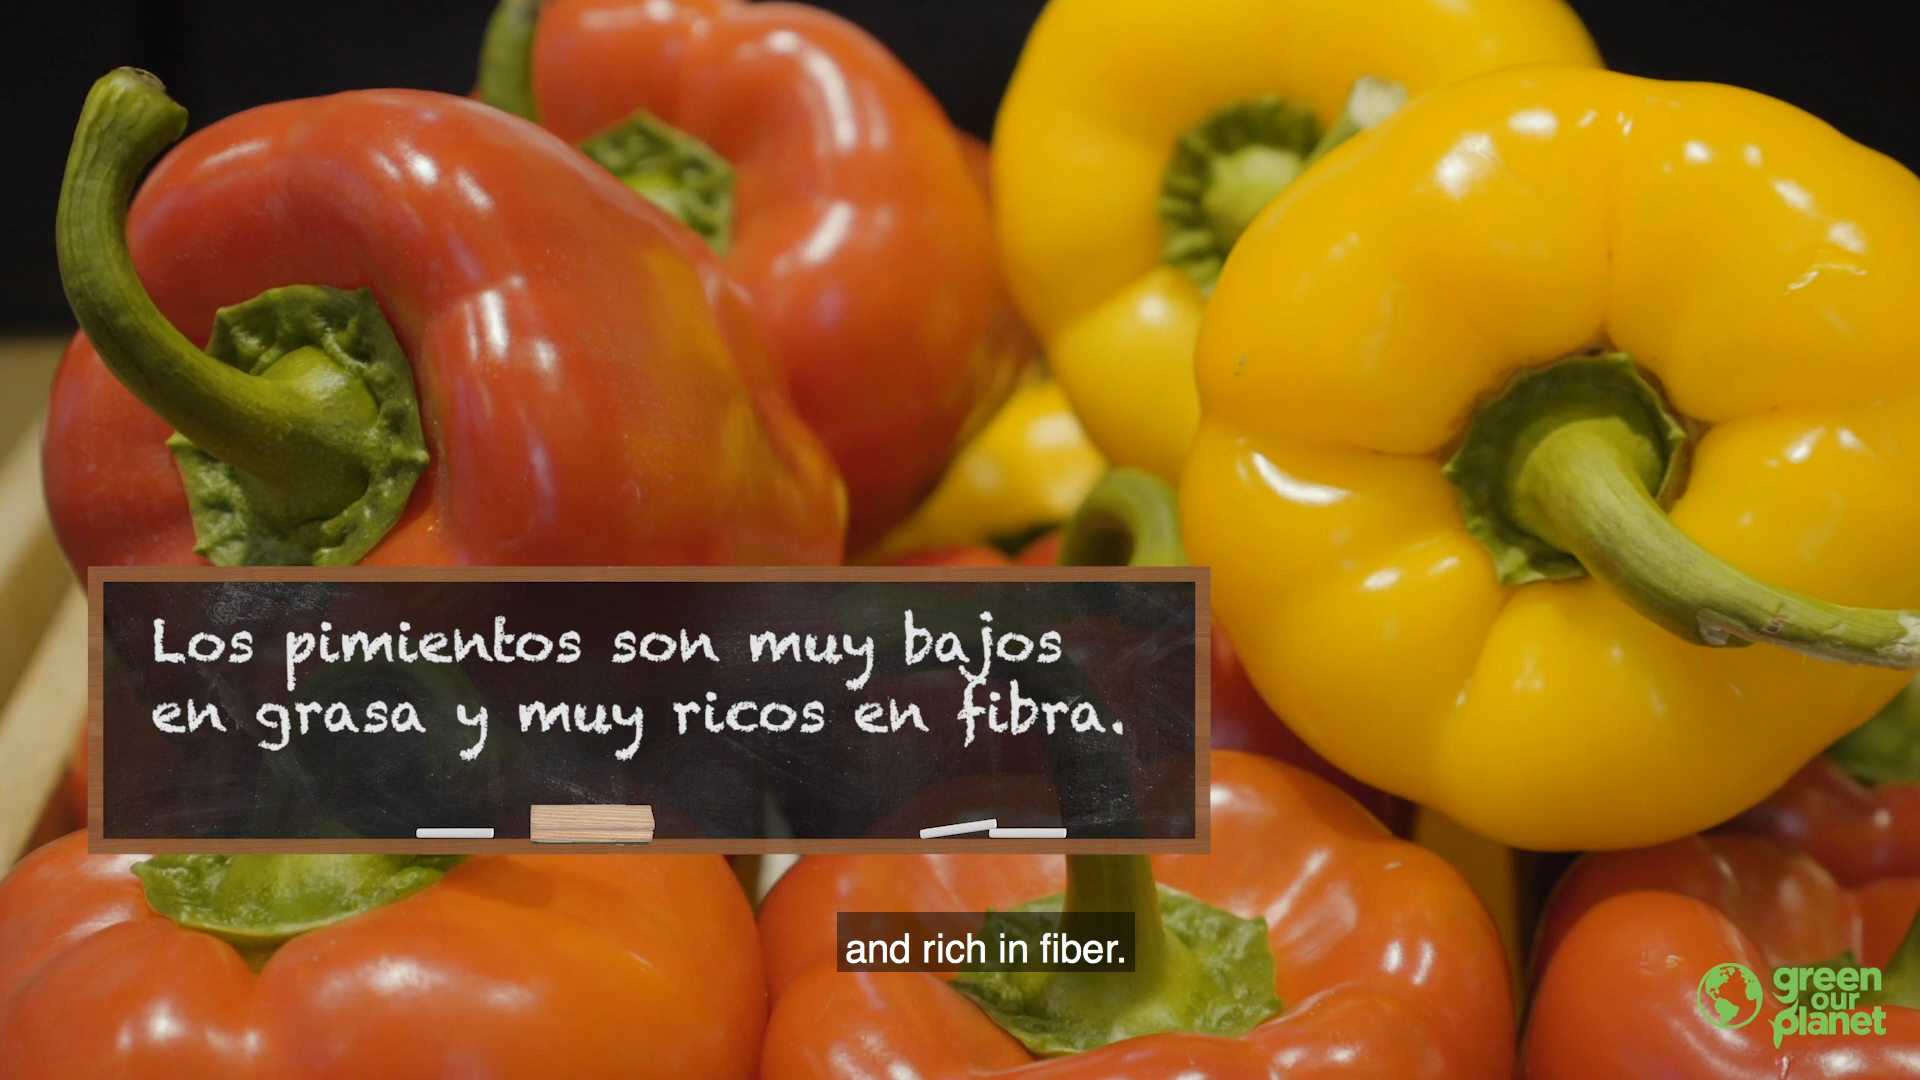 Los pimientos son muy bajos
en grasa y muy ricos en fibra.
and rich in fiber.
green
our
planet